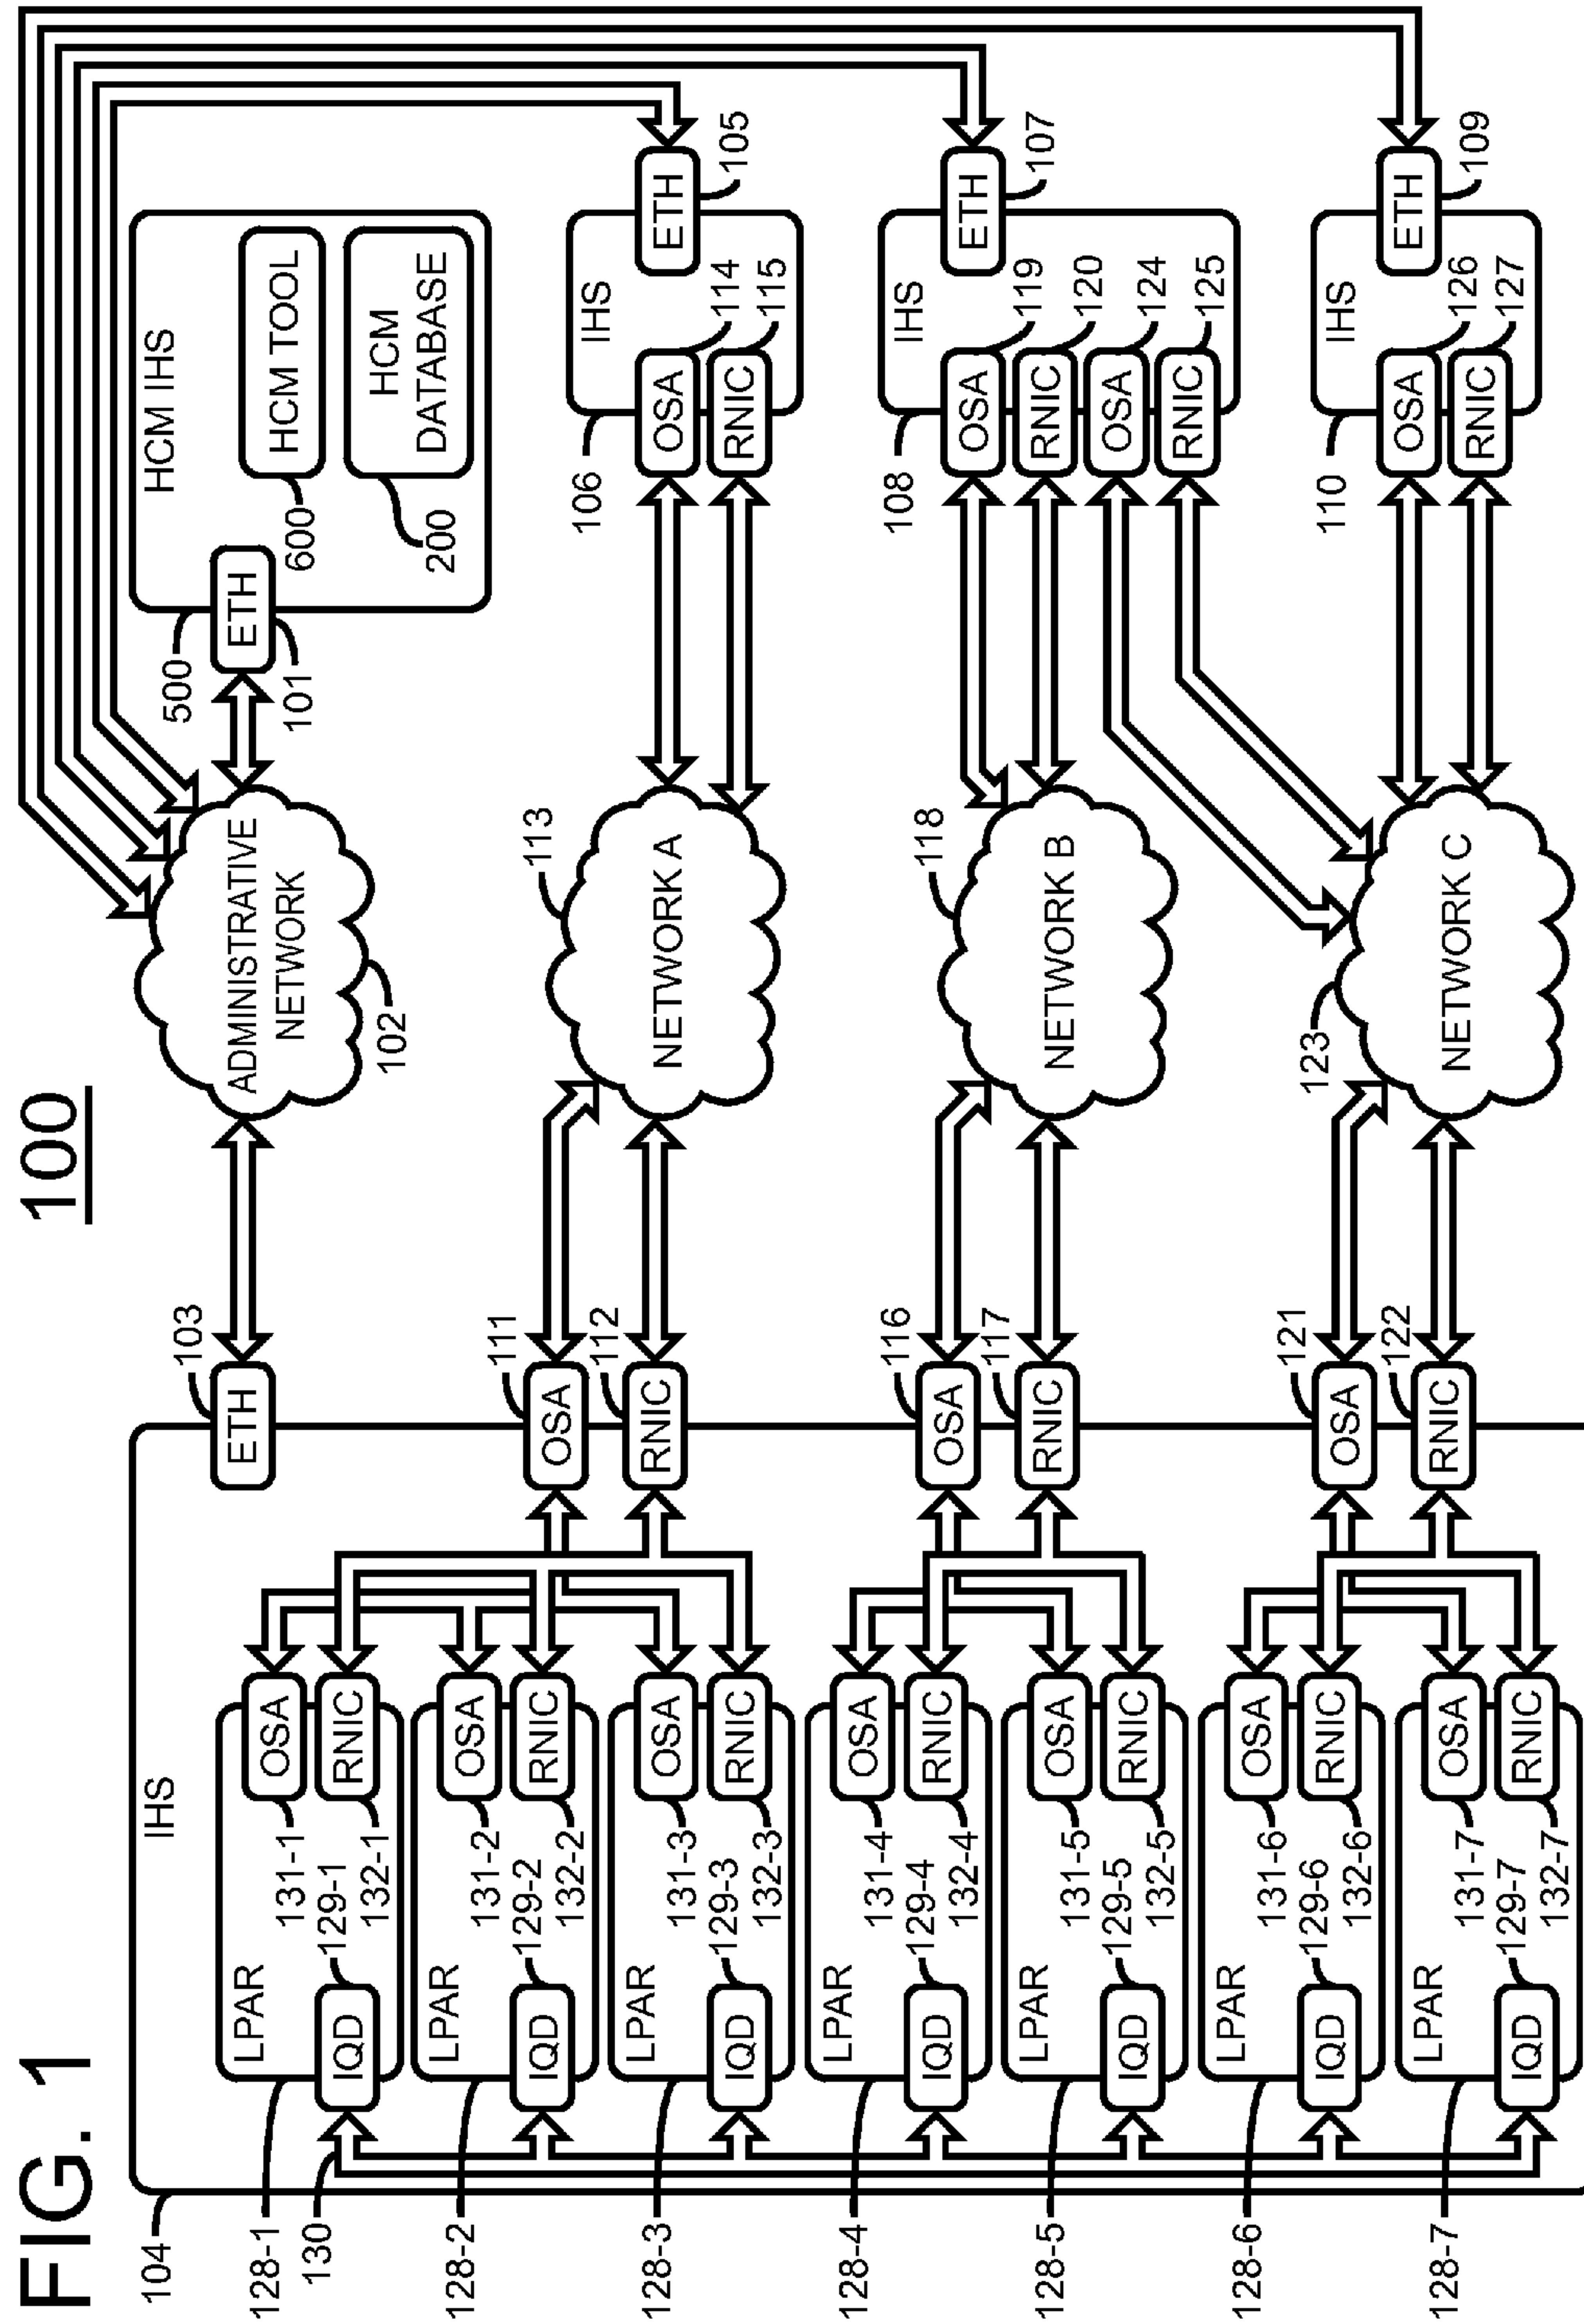 FIG. 1
100
104
IHS
128-1
LPAR
IQD
129-1
OSA
131-1
RNIC
132-1
130
128-2
LPAR
IQD
129-2
OSA
131-2
RNIC
132-2
128-3
LPAR
IQD
129-3
OSA
131-3
RNIC
132-3
128-4
LPAR
IQD
129-4
OSA
131-4
RNIC
132-4
128-5
LPAR
IQD
129-5
OSA
131-5
RNIC
132-5
128-6
LPAR
IQD
129-6
OSA
131-6
RNIC
132-6
128-7
LPAR
IQD
129-7
OSA
131-7
RNIC
132-7
ETH
103
OSA
111
RNIC
112
OSA
116
RNIC
117
OSA
121
RNIC
122
ADMINISTRATIVE
NETWORK
102
113
NETWORK A
118
NETWORK B
123
NETWORK C
500
ETH
101
HCM IHS
HCM TOOL
600
HCM
DATABASE
200
106
IHS
ETH
105
OSA
114
RNIC
115
108
IHS
ETH
107
OSA
119
RNIC
120
OSA
124
RNIC
125
110
IHS
ETH
109
OSA
126
RNIC
127